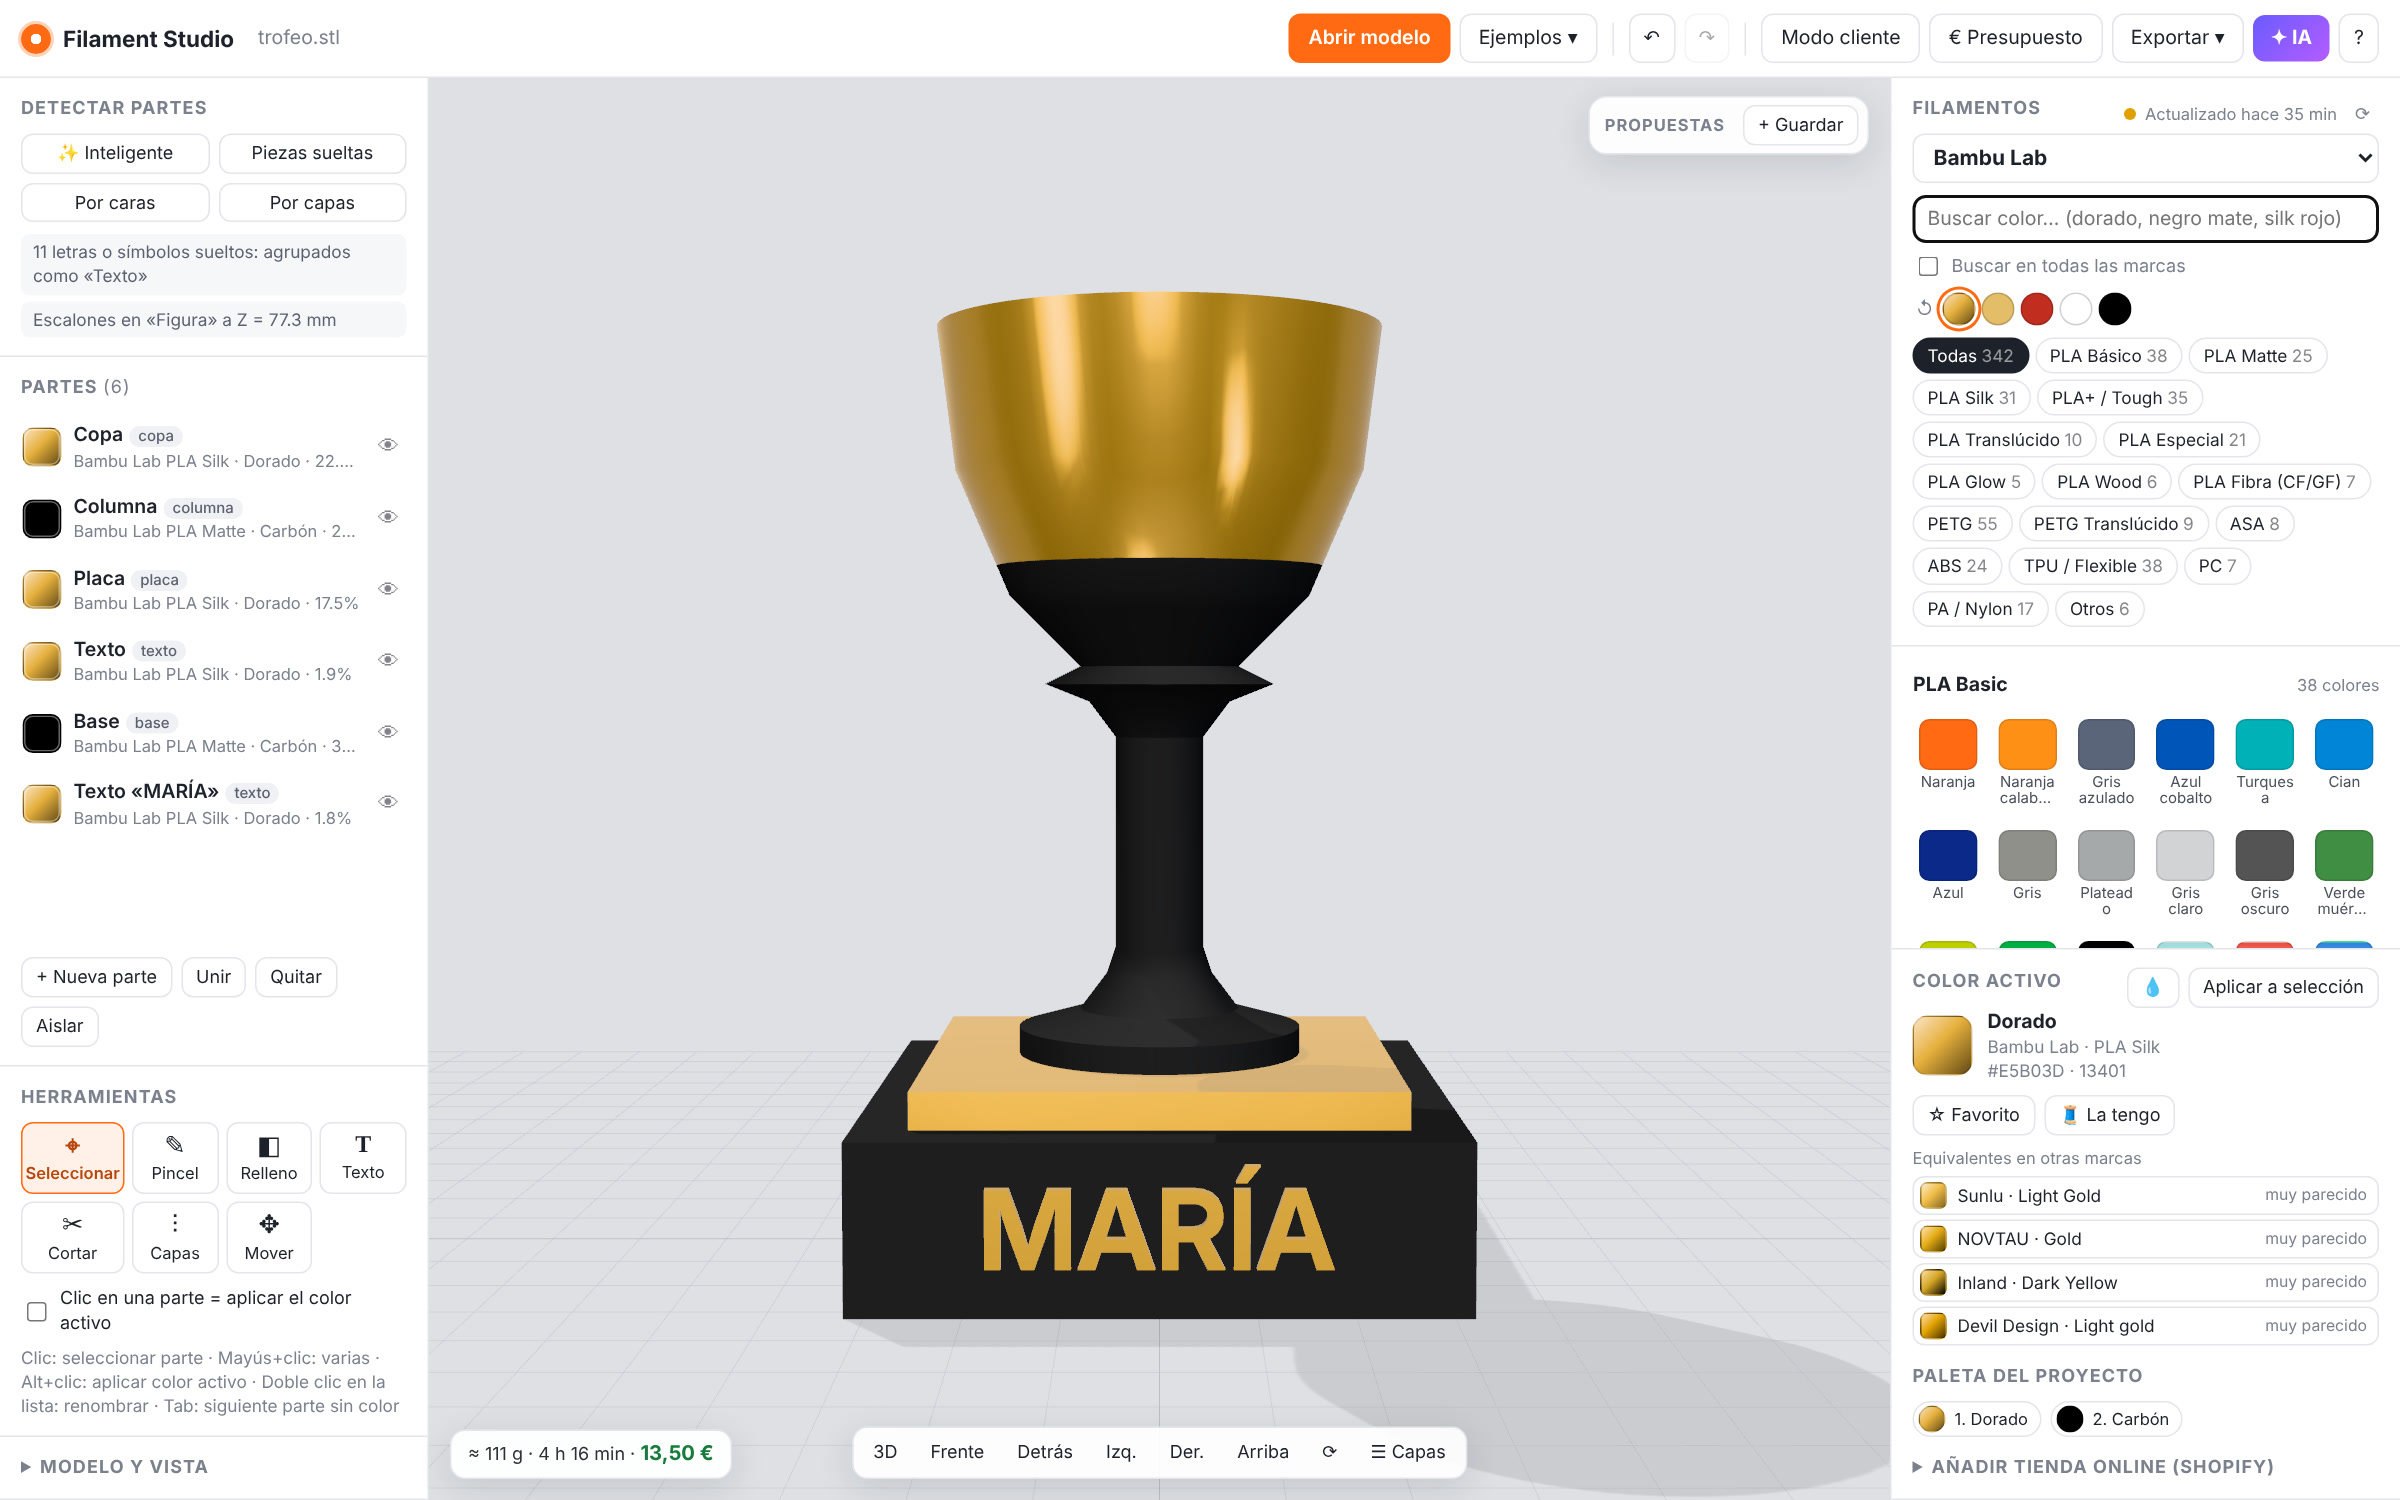 Filament Studio
trofeo.stl
Abrir modelo
Ejemplos ▾
↶
↷
Modo cliente
€ Presupuesto
Exportar ▾
✦ IA
?
DETECTAR PARTES
✨ Inteligente
Piezas sueltas
Por caras
Por capas
11 letras o símbolos sueltos: agrupados
como «Texto»
Escalones en «Figura» a Z = 77.3 mm
PARTES (6)
Copa copa
Bambu Lab PLA Silk · Dorado · 22....
Columna columna
Bambu Lab PLA Matte · Carbón · 2...
Placa placa
Bambu Lab PLA Silk · Dorado · 17.5%
Texto texto
Bambu Lab PLA Silk · Dorado · 1.9%
Base base
Bambu Lab PLA Matte · Carbón · 3...
Texto «MARÍA» texto
Bambu Lab PLA Silk · Dorado · 1.8%
+ Nueva parte
Unir
Quitar
Aislar
HERRAMIENTAS
Seleccionar
Pincel
Relleno
T
Texto
Cortar
Capas
Mover
Clic en una parte = aplicar el color
activo
Clic: seleccionar parte · Mayús+clic: varias ·
Alt+clic: aplicar color activo · Doble clic en la
lista: renombrar · Tab: siguiente parte sin color
▶ MODELO Y VISTA
PROPUESTAS
+ Guardar
MARÍA
≈ 111 g · 4 h 16 min · 13,50 €
3D
Frente
Detrás
Izq.
Der.
Arriba
⟳
☰ Capas
FILAMENTOS
Actualizado hace 35 min ⟳
Bambu Lab
Buscar color... (dorado, negro mate, silk rojo)
Buscar en todas las marcas
Todas 342
PLA Básico 38
PLA Matte 25
PLA Silk 31
PLA+ / Tough 35
PLA Translúcido 10
PLA Especial 21
PLA Glow 5
PLA Wood 6
PLA Fibra (CF/GF) 7
PETG 55
PETG Translúcido 9
ASA 8
ABS 24
TPU / Flexible 38
PC 7
PA / Nylon 17
Otros 6
PLA Basic
38 colores
Naranja
Naranja
calab...
Gris
azulado
Azul
cobalto
Turques
a
Cian
Azul
Gris
Platead
o
Gris
claro
Gris
oscuro
Verde
muér...
COLOR ACTIVO
💧
Aplicar a selección
Dorado
Bambu Lab · PLA Silk
#E5B03D · 13401
☆ Favorito
🧵 La tengo
Equivalentes en otras marcas
Sunlu · Light Gold muy parecido
NOVTAU · Gold muy parecido
Inland · Dark Yellow muy parecido
Devil Design · Light gold muy parecido
PALETA DEL PROYECTO
1. Dorado
2. Carbón
▶ AÑADIR TIENDA ONLINE (SHOPIFY)